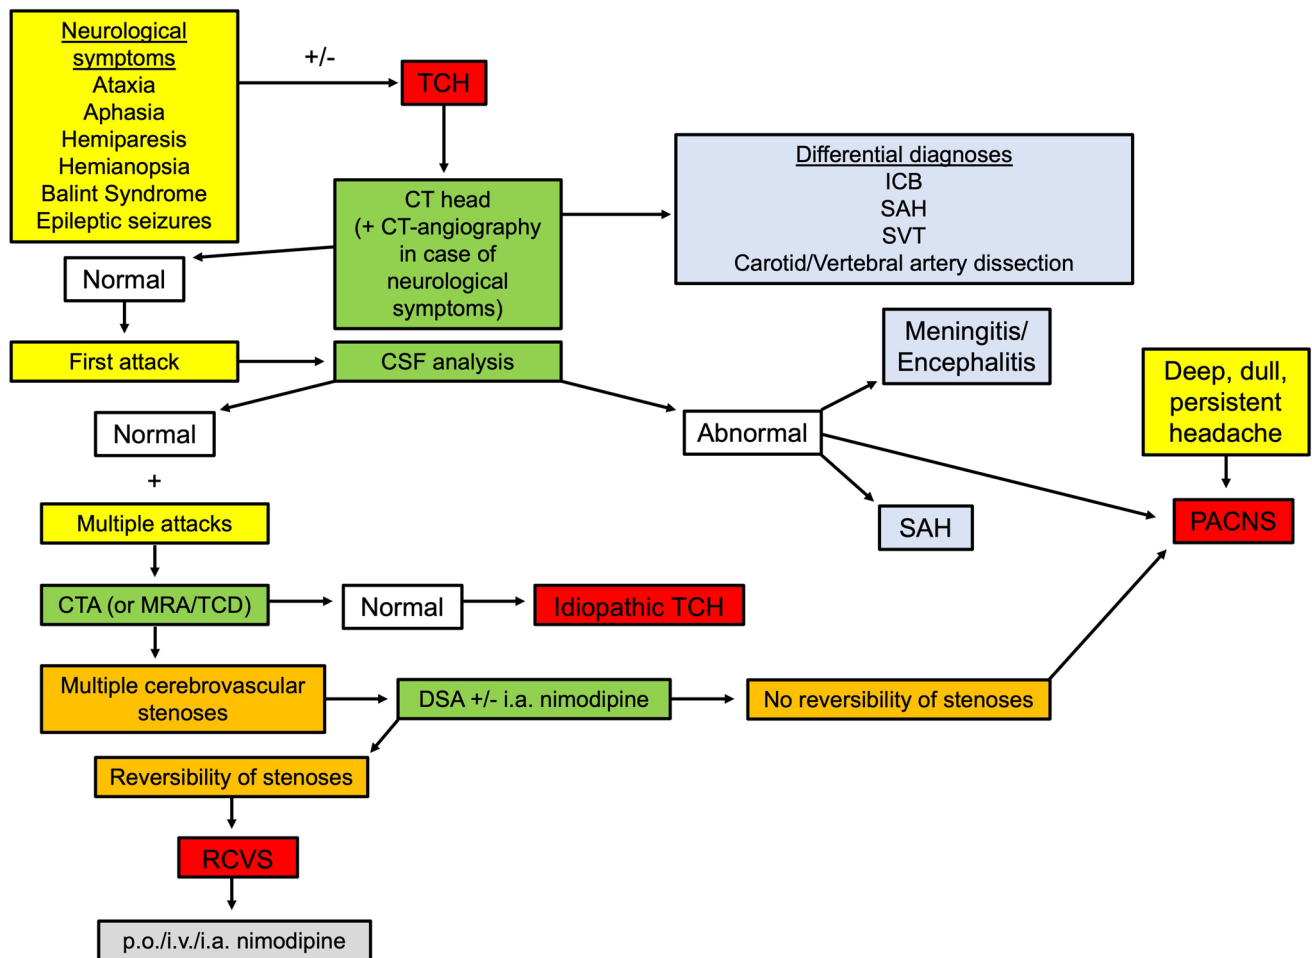 Neurological
symptoms
Ataxia
Aphasia
Hemiparesis
Hemianopsia
Balint Syndrome
Epileptic seizures
+/-
TCH
CT head
(+ CT-angiography
in case of
neurological
symptoms)
Differential diagnoses
ICB
SAH
SVT
Carotid/Vertebral artery dissection
Normal
First attack
CSF analysis
Meningitis/
Encephalitis
Deep, dull,
persistent
headache
Normal
Abnormal
+
Multiple attacks
SAH
PACNS
CTA (or MRA/TCD)
Normal
Idiopathic TCH
Multiple cerebrovascular
stenoses
DSA +/- i.a. nimodipine
No reversibility of stenoses
Reversibility of stenoses
RCVS
p.o./i.v./i.a. nimodipine